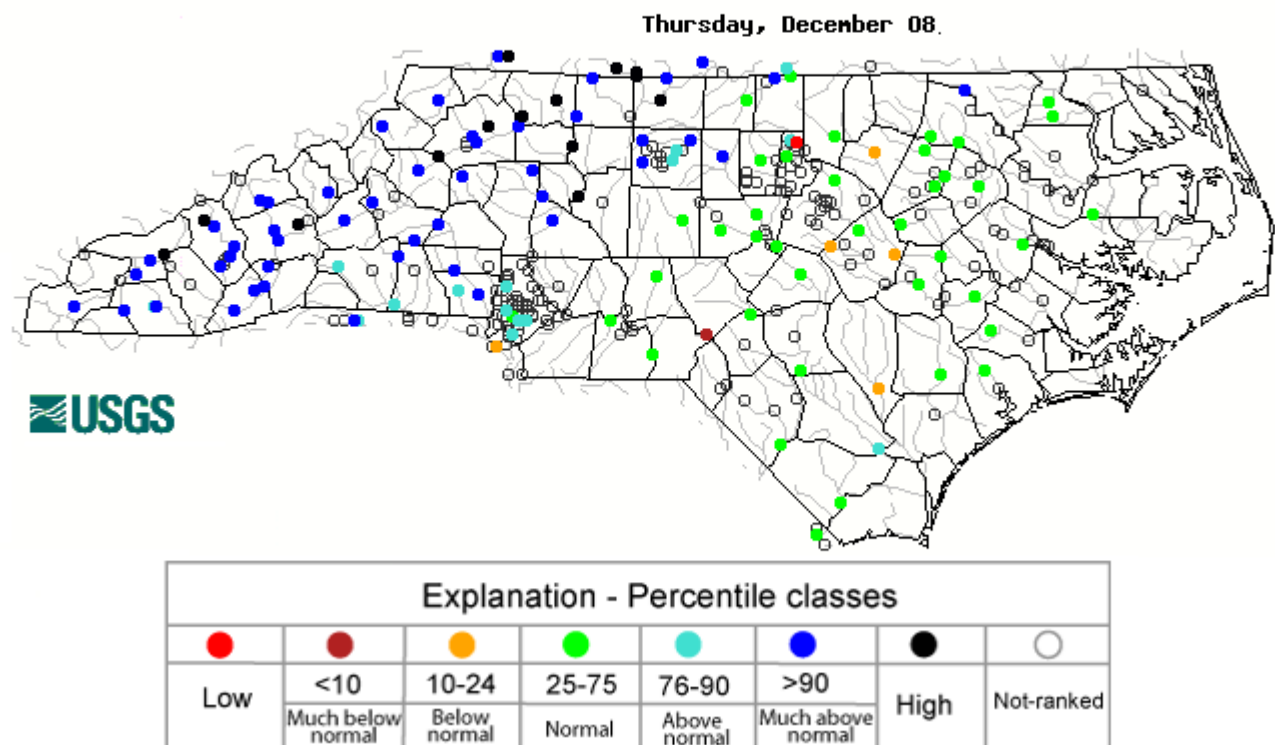 Thursday, December 08.
USGS
Explanation - Percentile classes
Low
<10
10-24
25-75
76-90
>90
High
Not-ranked
Much below
normal
Below
normal
Normal
Above
normal
Much above
normal